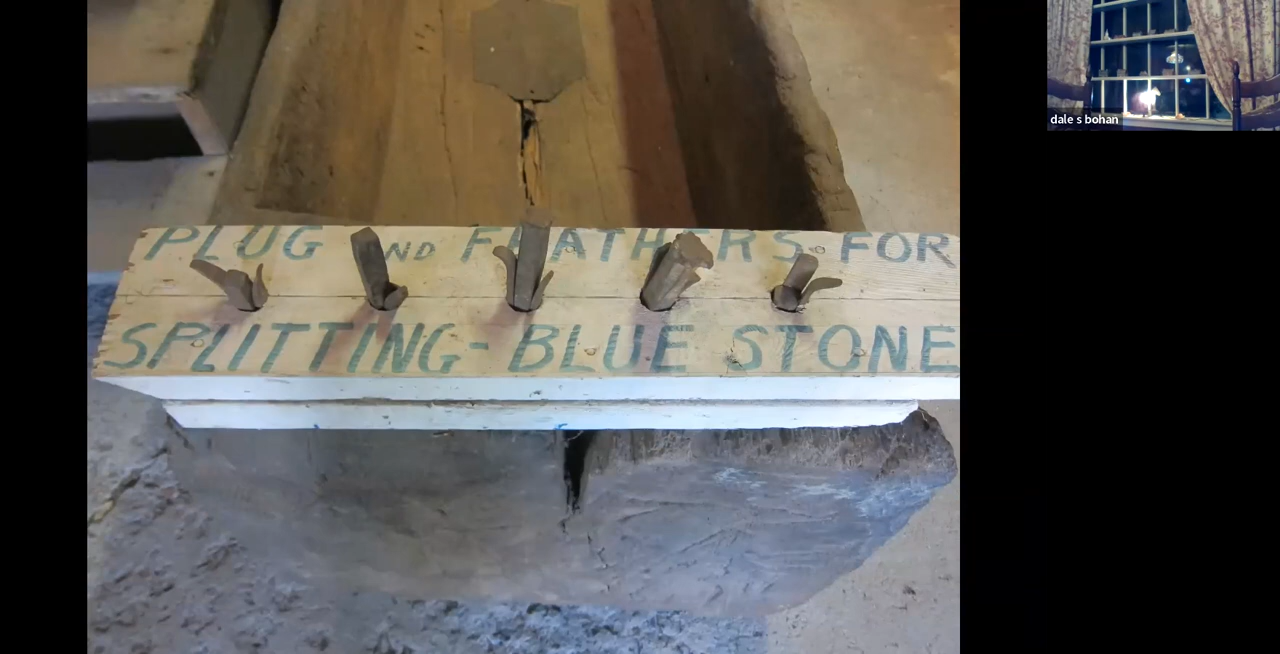 PLUG AND FEATHERS FOR
SPLITTING-BLUE STONE
dale s bohan